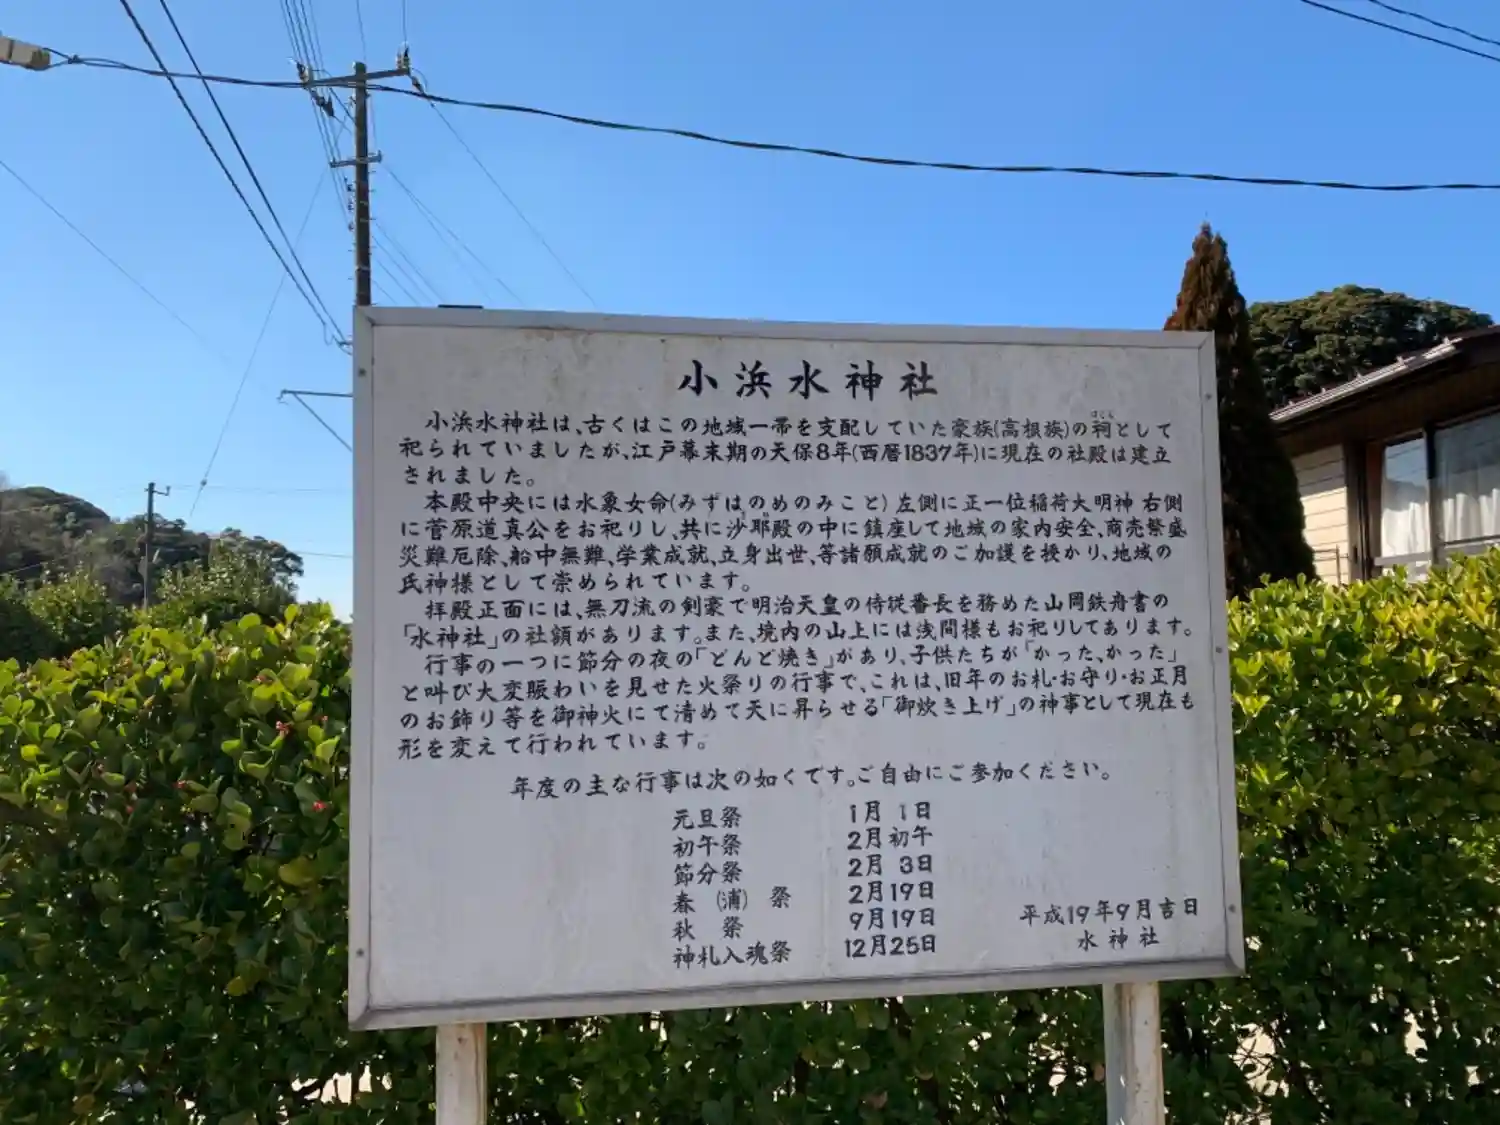 小浜水神社
小浜水神社は、古くはこの地域一帯を支配していた豪族(高根族)の祠として
ほこら
祀られていましたが、江戸幕末期の天保8年(西暦1837年)に現在の社殿は建立
されました。
本殿中央には水象女命(みずはのめのみこと) 左側に正一位稲荷大明神 右側
に菅原道真公をお祀りし、共に沙耶殿の中に鎮座して地域の家内安全、商売繁盛、
災難厄除、船中無難、学業成就、立身出世、等諸願成就のご加護を授かり、地域の
氏神様として崇められています。
拝殿正面には、無刀流の剣豪で明治天皇の侍従番長を務めた山岡鉄舟書の
「水神社」の社額があります。また、境内の山上には浅間様もお祀りしてあります。
行事の一つに節分の夜の「どんど焼き」があり、子供たちが「かった、かった」
と叫び大変賑わいを見せた火祭りの行事で、これは、旧年のお札・お守り・お正月
のお飾り等を御神火にて清めて天に昇らせる「御炊き上げ」の神事として現在も
形を変えて行われています。
年度の主な行事は次の如くです。ご自由にご参加ください。
元旦祭 1月 1日
初午祭 2月初午
節分祭 2月 3日
春(浦)祭 2月19日
秋 祭 9月19日
神札入魂祭 12月25日
平成19年9月吉日
水神社